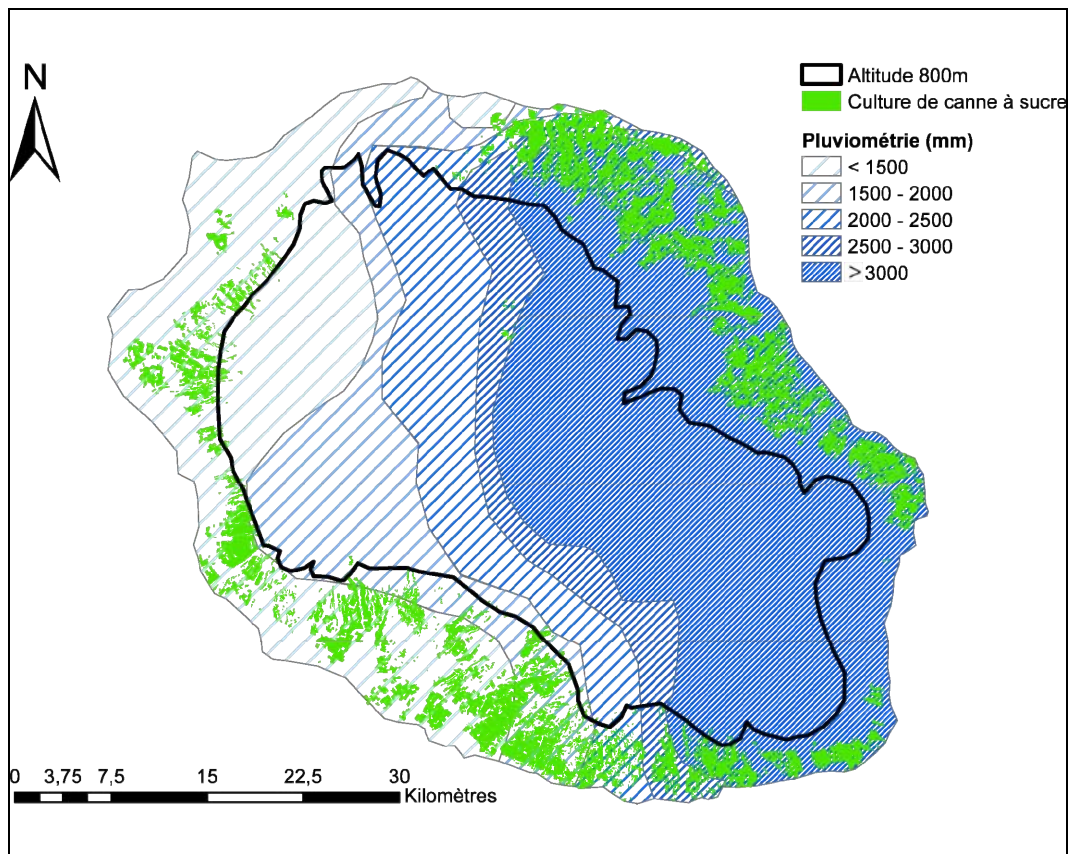 N
Altitude 800m
Culture de canne à sucre
Pluviométrie (mm)
< 1500
1500 - 2000
2000 - 2500
2500 - 3000
> 3000
0 3,75 7,5 15 22,5 30
Kilomètres